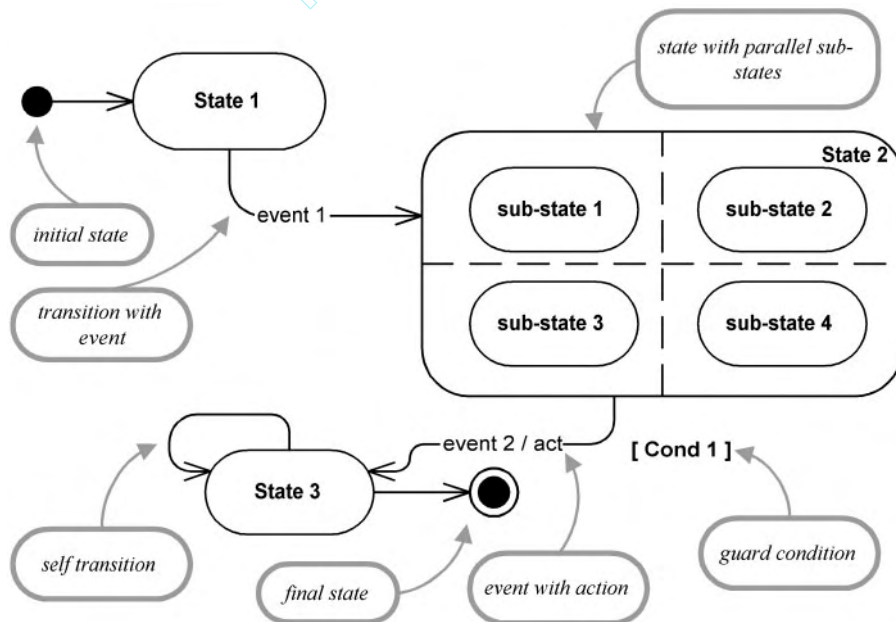 state with parallel sub-
states
State 1
State 2
sub-state 1
sub-state 2
event 1
initial state
sub-state 3
sub-state 4
transition with
event
event 2 / act
[ Cond 1 ]
State 3
self transition
final state
event with action
guard condition